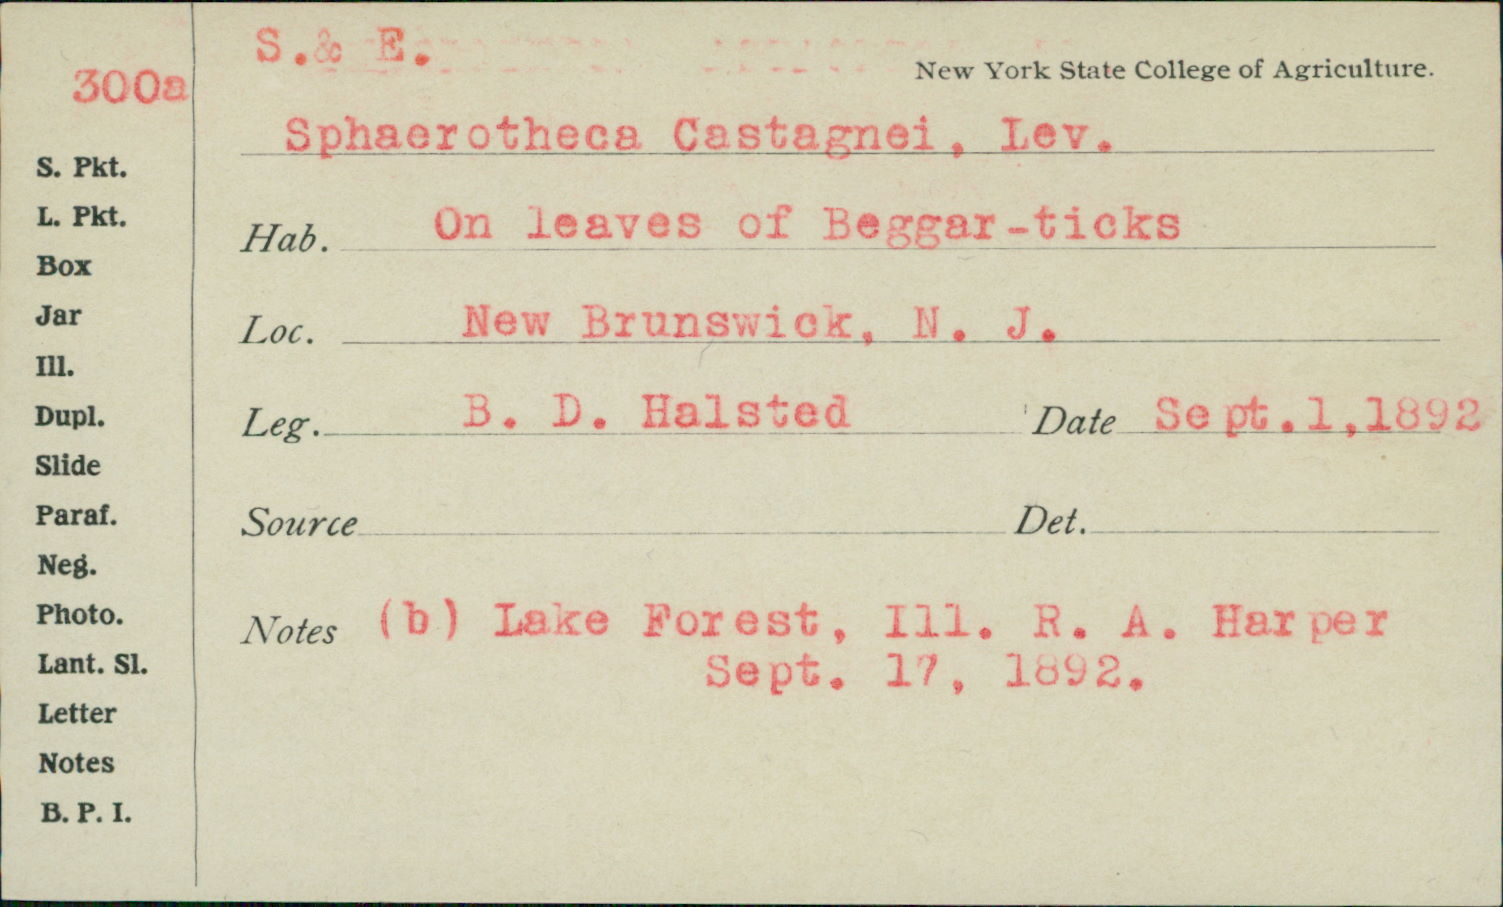 S.& E.
New York State College of Agriculture.
300a
Sphaerotheca Castagnei, Lev.
S. Pkt.
L. Pkt.
Hab. On leaves of Beggar-ticks
Box
Jar
Loc. New Brunswick, N. J.
Ill.
Dupl.
Leg. B. D. Halsted Date Sept.1,1892
Slide
Paraf.
Source Det.
Neg.
Photo.
Notes (b) Lake Forest, Ill. R. A. Harper
Lant. Sl.
Sept. 17, 1892.
Letter
Notes
B. P. I.